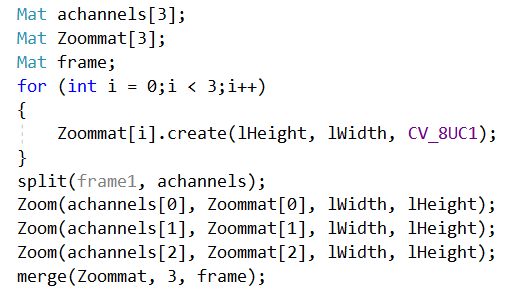 Mat achannels[3];
Mat Zoommat[3];
Mat frame;
for (int i = 0;i < 3;i++)
{
    Zoommat[i].create(lHeight, lWidth, CV_8UC1);
}
split(frame1, achannels);
Zoom(achannels[0], Zoommat[0], lWidth, lHeight);
Zoom(achannels[1], Zoommat[1], lWidth, lHeight);
Zoom(achannels[2], Zoommat[2], lWidth, lHeight);
merge(Zoommat, 3, frame);